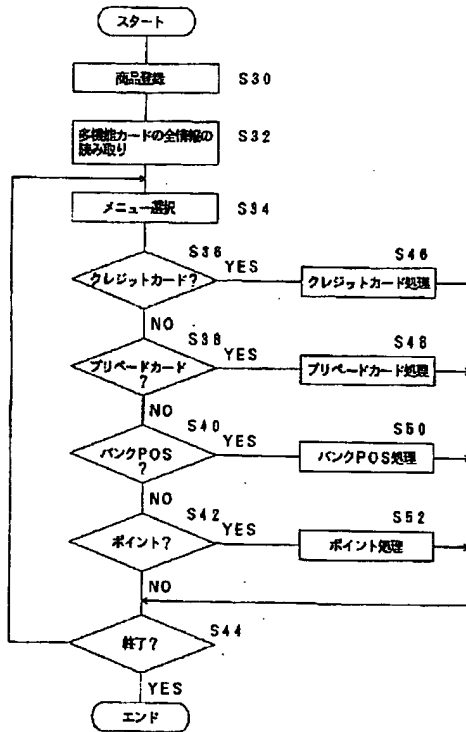 スタート
商品登録 S30
多機能カードの全情報の
読み取り
S32
メニュー選択 S34
S36
クレジットカード? YES
S46
クレジットカード処理
NO
S38
プリペードカード
?
YES
S48
プリペードカード処理
NO
S40
バンクPOS
?
YES
S50
バンクPOS処理
NO
S42
ポイント? YES
S52
ポイント処理
NO
終了? S44
YES
エンド